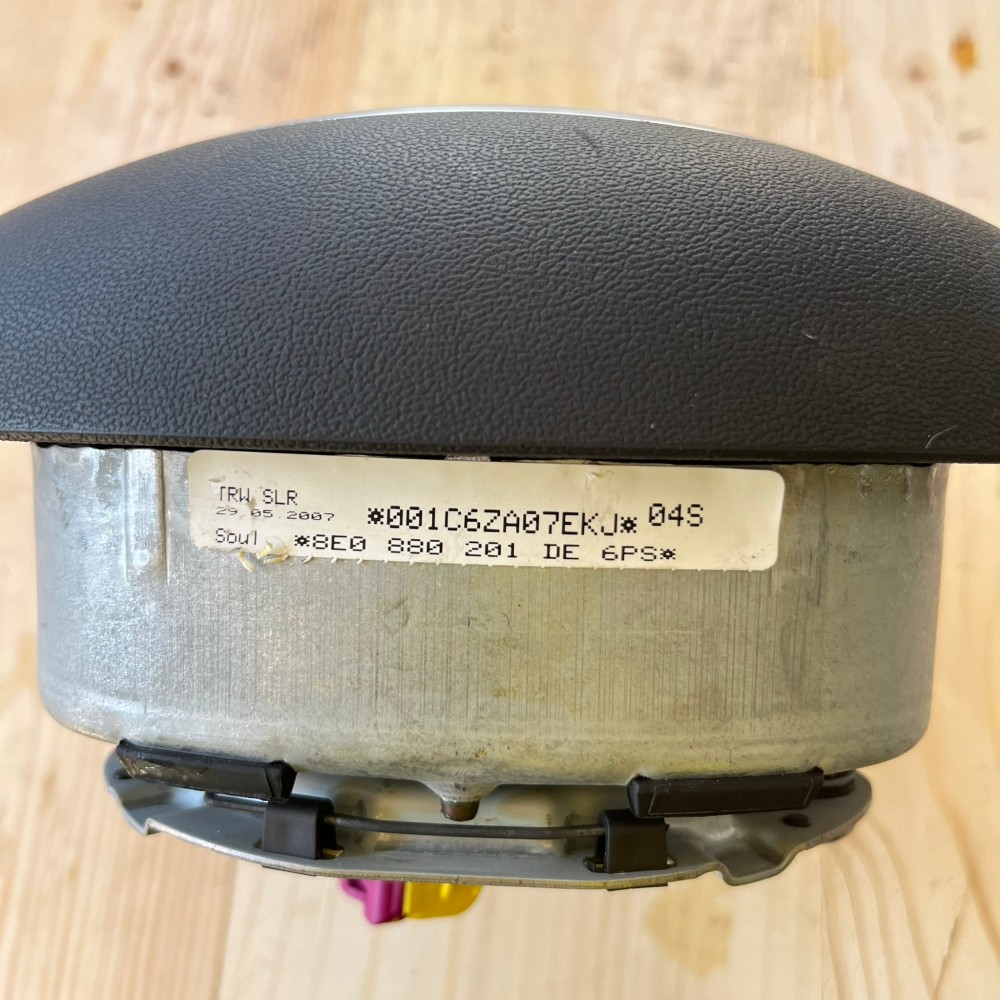 TRW SLR
29.05.2007 *001C6ZA07EKJ* 04S
Soul *8E0 880 201 DE 6PS*